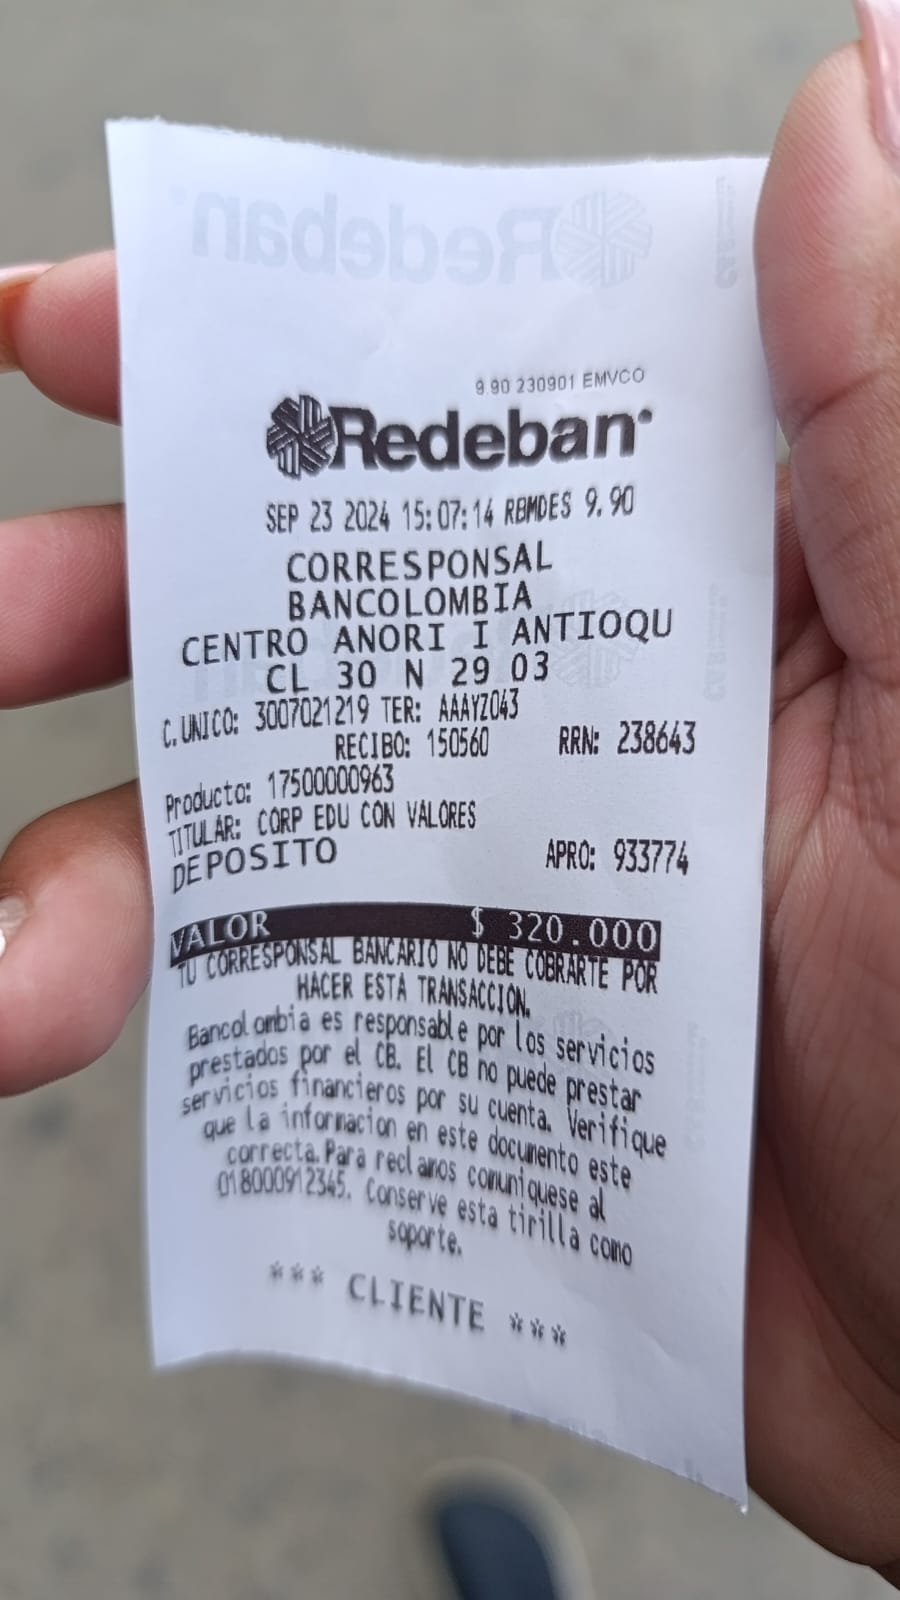 9.90 230901 EMVCO
Redeban
SEP 23 2024 15:07:14 RBMDES 9.90
CORRESPONSAL
BANCOLOMBIA
CENTRO ANORI I ANTIOQU
CL 30 N 29 03
C.UNICO: 3007021219 TER: AAAYZ043
RECIBO: 150560 RRN: 238643
Producto: 17500000963
TITULAR: CORP EDU CON VALORES
DEPOSITO APRO: 933774
VALOR $ 320.000
TU CORRESPONSAL BANCARIO NO DEBE COBRARTE POR
HACER ESTA TRANSACCION.
Bancolombia es responsable por los servicios
prestados por el CB. El CB no puede prestar
servicios financieros por su cuenta. Verifique
que la informacion en este documento este
correcta.Para reclamos comuniquese al
018000912345. Conserve esta tirilla como
soporte.
*** CLIENTE ***